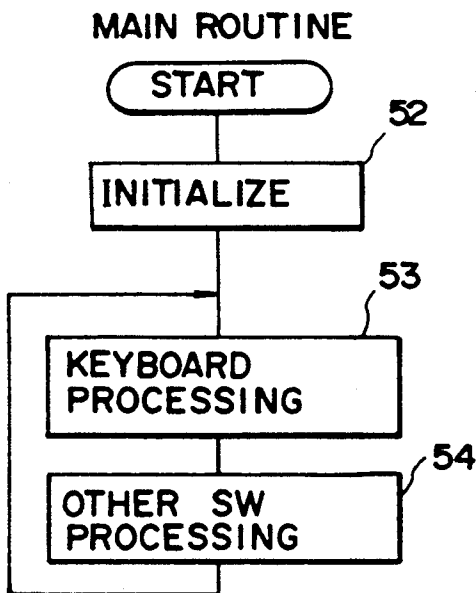 MAIN ROUTINE
START
52
INITIALIZE
53
KEYBOARD
PROCESSING
54
OTHER SW
PROCESSING